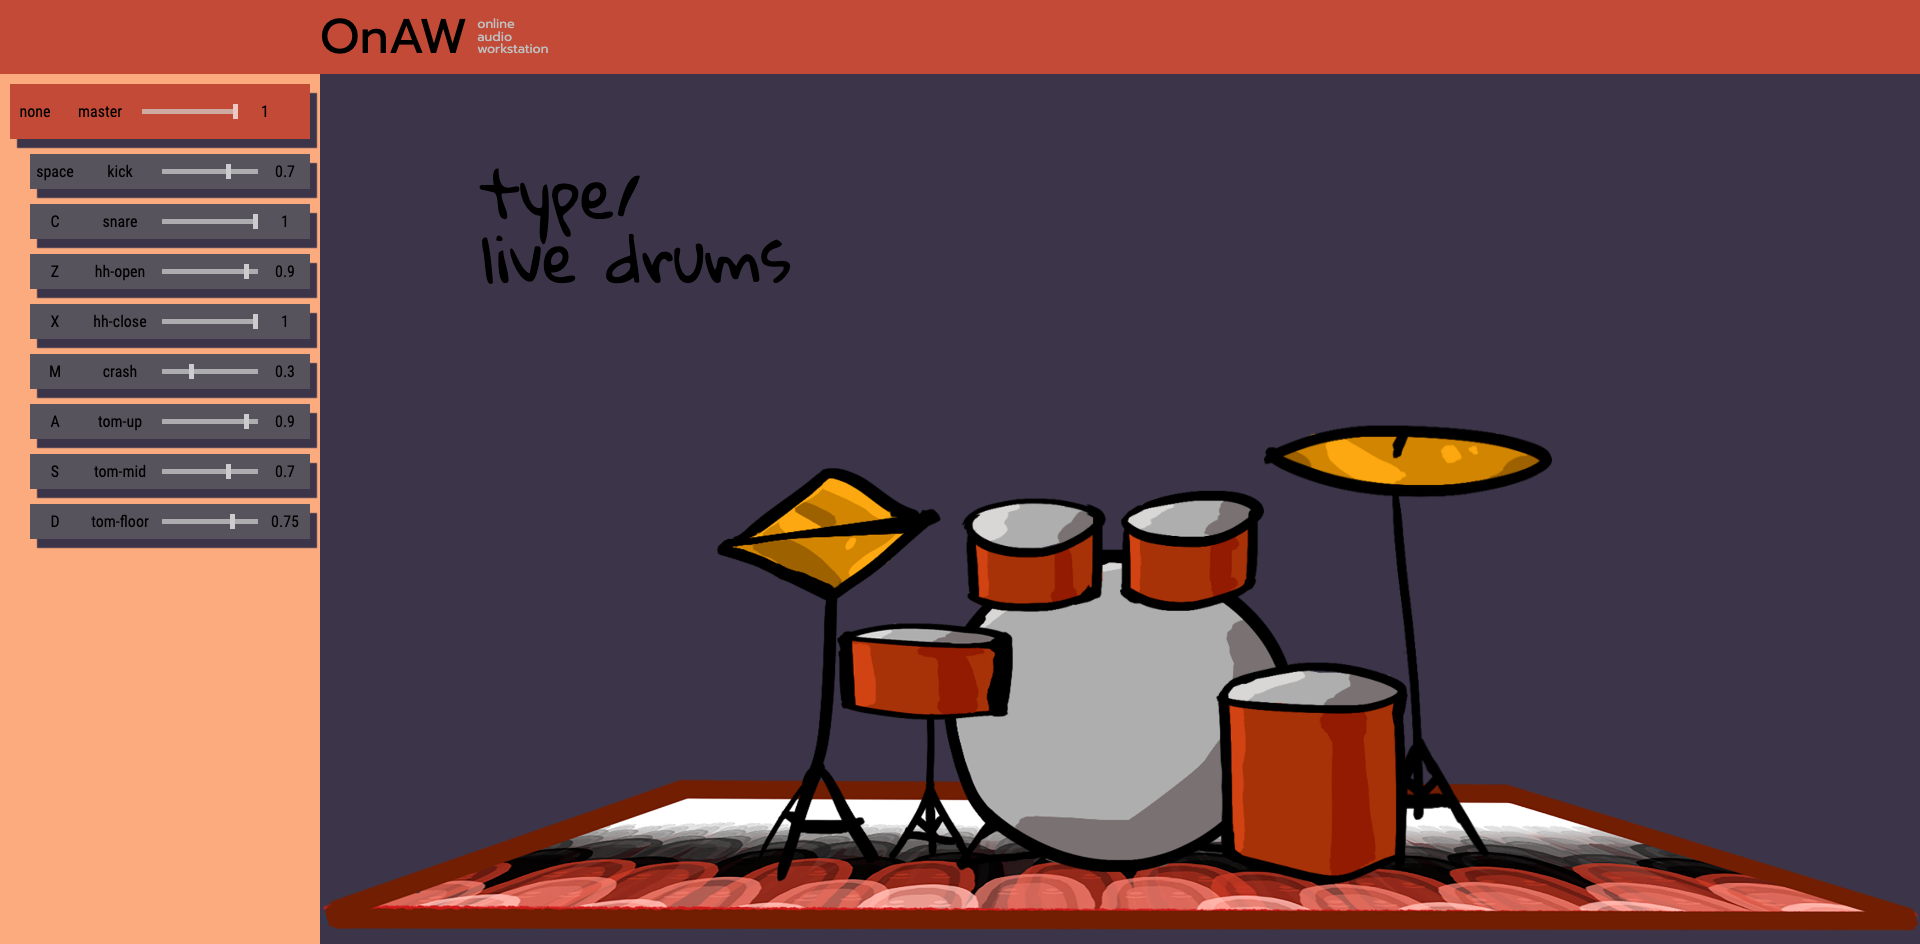 OnAW
online
audio
workstation
none master 1
space kick 0.7
C snare 1
Z hh-open 0.9
X hh-close 1
M crash 0.3
A tom-up 0.9
S tom-mid 0.7
D tom-floor 0.75
type/
live drums